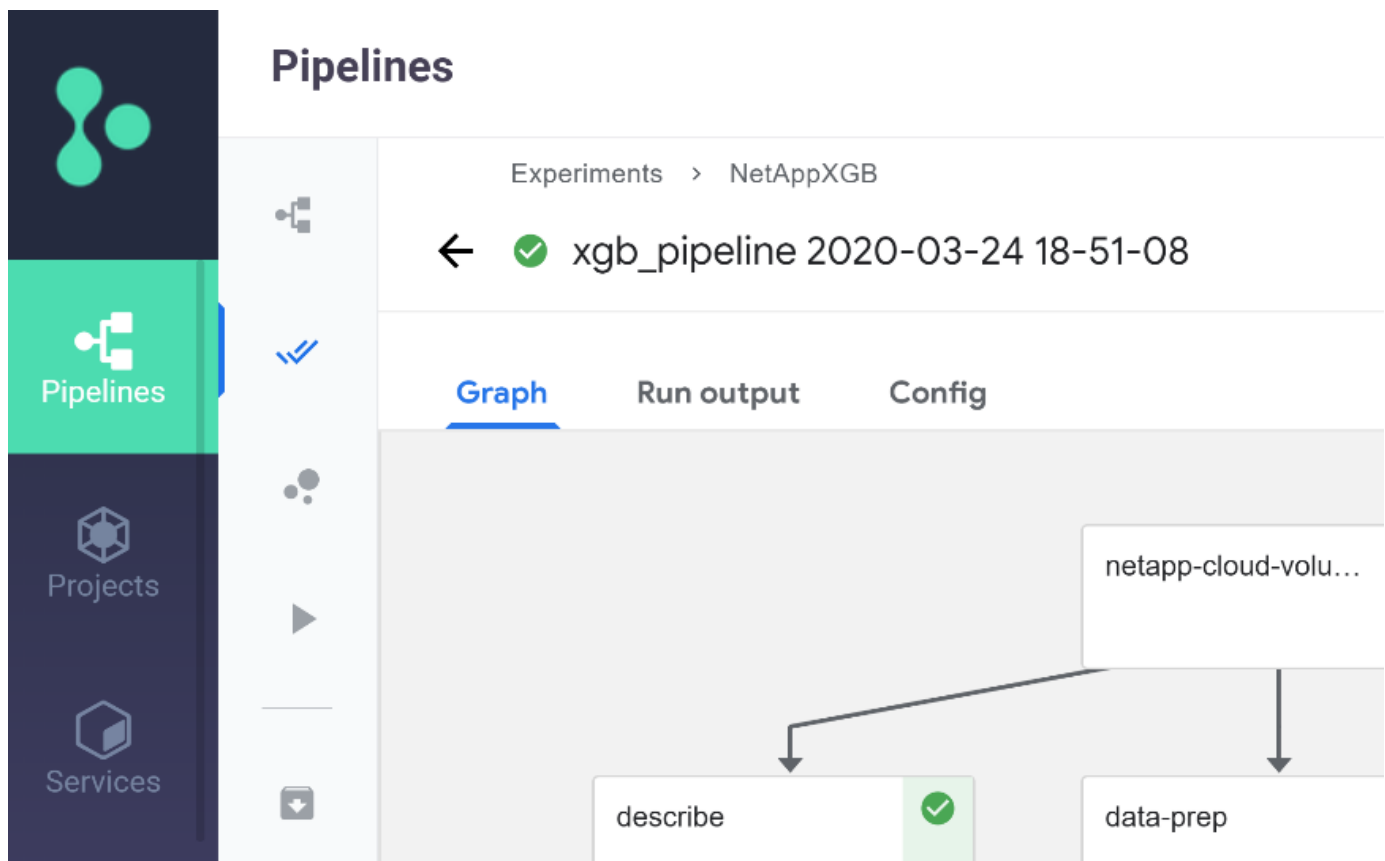 Pipelines
Experiments > NetAppXGB
xgb_pipeline 2020-03-24 18-51-08
Pipelines
Graph Run output Config
Projects
netapp-cloud-volu…
Services
describe
data-prep